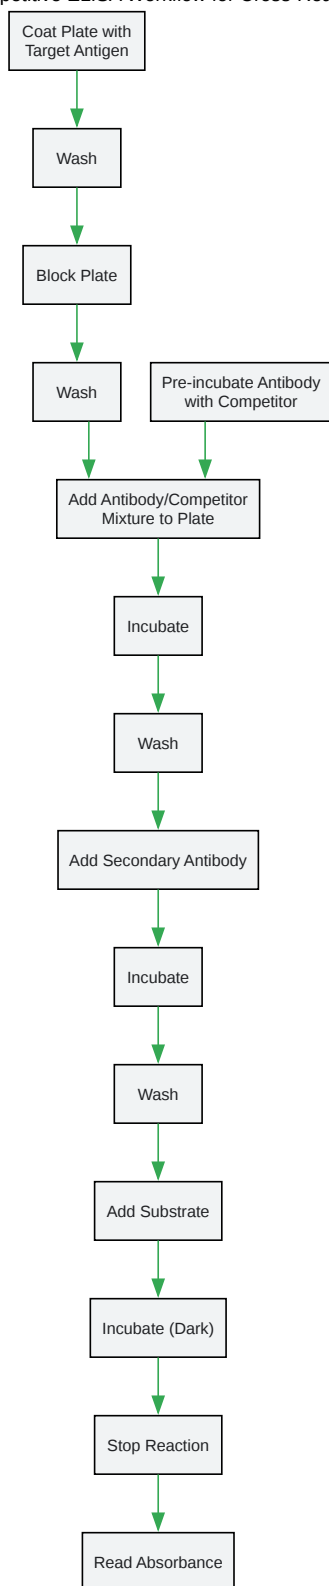 Coat Plate with
Target Antigen
Wash
Block Plate
Wash
Pre-incubate Antibody
with Competitor
Add Antibody/Competitor
Mixture to Plate
Incubate
Wash
Add Secondary Antibody
Incubate
Wash
Add Substrate
Incubate (Dark)
Stop Reaction
Read Absorbance